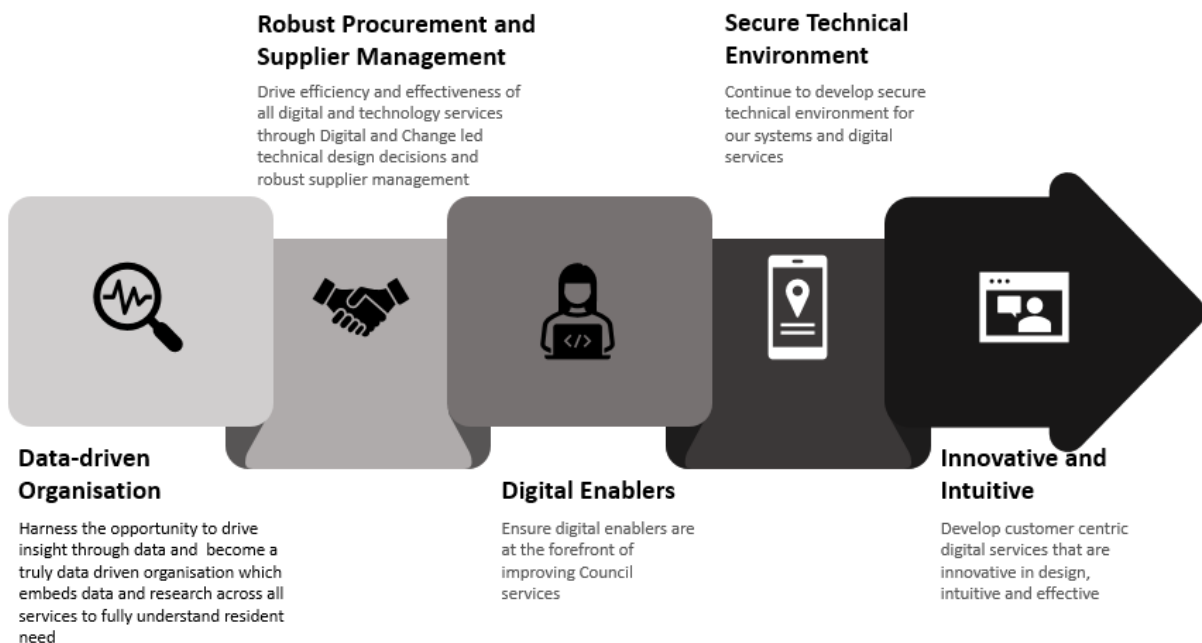 Robust Procurement and
Supplier Management
Drive efficiency and effectiveness of
all digital and technology services
through Digital and Change led
technical design decisions and
robust supplier management
Secure Technical
Environment
Continue to develop secure
technical environment for
our systems and digital
services
</>
Data-driven
Organisation
Harness the opportunity to drive
insight through data and  become a
truly data driven organisation which
embeds data and research across all
services to fully understand resident
need
Digital Enablers
Ensure digital enablers are
at the forefront of
improving Council
services
Innovative and
Intuitive
Develop customer centric
digital services that are
innovative in design,
intuitive and effective